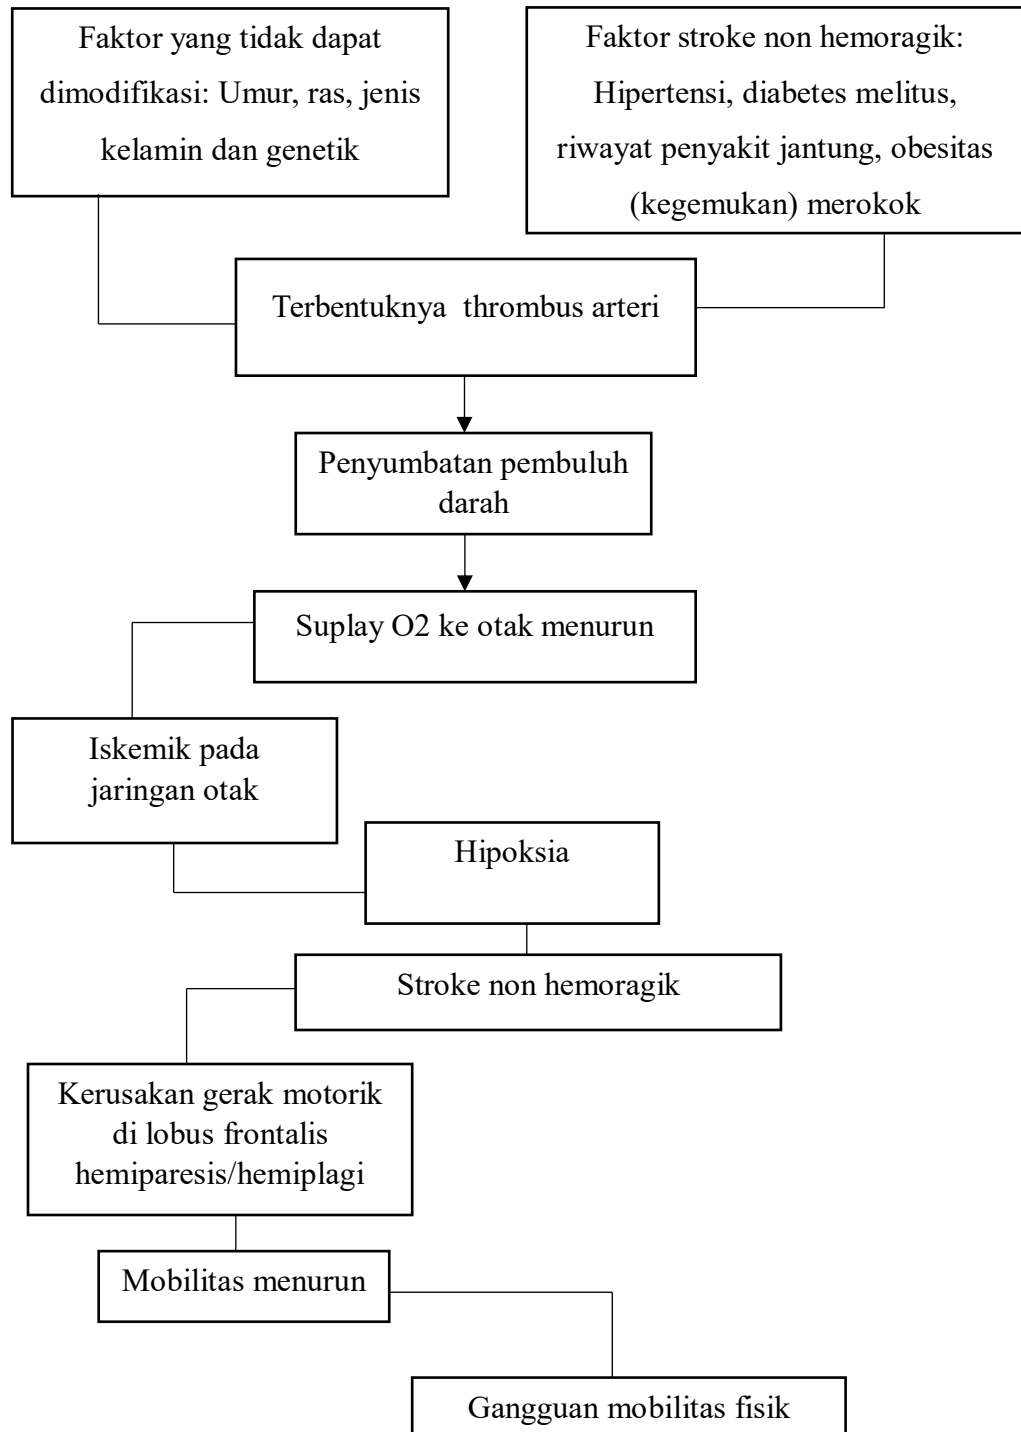 Faktor yang tidak dapat
dimodifikasi: Umur, ras, jenis
kelamin dan genetik
Faktor stroke non hemoragik:
Hipertensi, diabetes melitus,
riwayat penyakit jantung, obesitas
(kegemukan) merokok
Terbentuknya  thrombus arteri
Penyumbatan pembuluh
darah
Suplay O2 ke otak menurun
Iskemik pada
jaringan otak
Hipoksia
Stroke non hemoragik
Kerusakan gerak motorik
di lobus frontalis
hemiparesis/hemiplagi
Mobilitas menurun
Gangguan mobilitas fisik